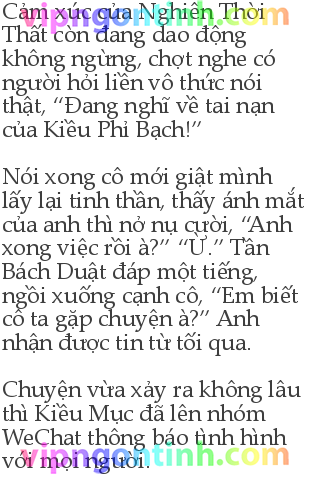 Cảm xúc của Nghiên Thời
Thất còn đang dao động
không ngừng, chợt nghe có
người hỏi liền vô thức nói
thật, “Đang nghĩ về tai nạn
của Kiều Phỉ Bạch!”
Nói xong cô mới giật mình
lấy lại tinh thần, thấy ánh mắt
của anh thì nở nụ cười, “Anh
xong việc rồi à?” “Ừ.” Tần
Bách Duật đáp một tiếng,
ngồi xuống cạnh cô, “Em biết
cô ta gặp chuyện à?” Anh
nhận được tin từ tối qua.
Chuyện vừa xảy ra không lâu
thì Kiều Mục đã lên nhóm
WeChat thông báo tình hình
với mọi người.
vipngontinh.com
vipngontinh.com